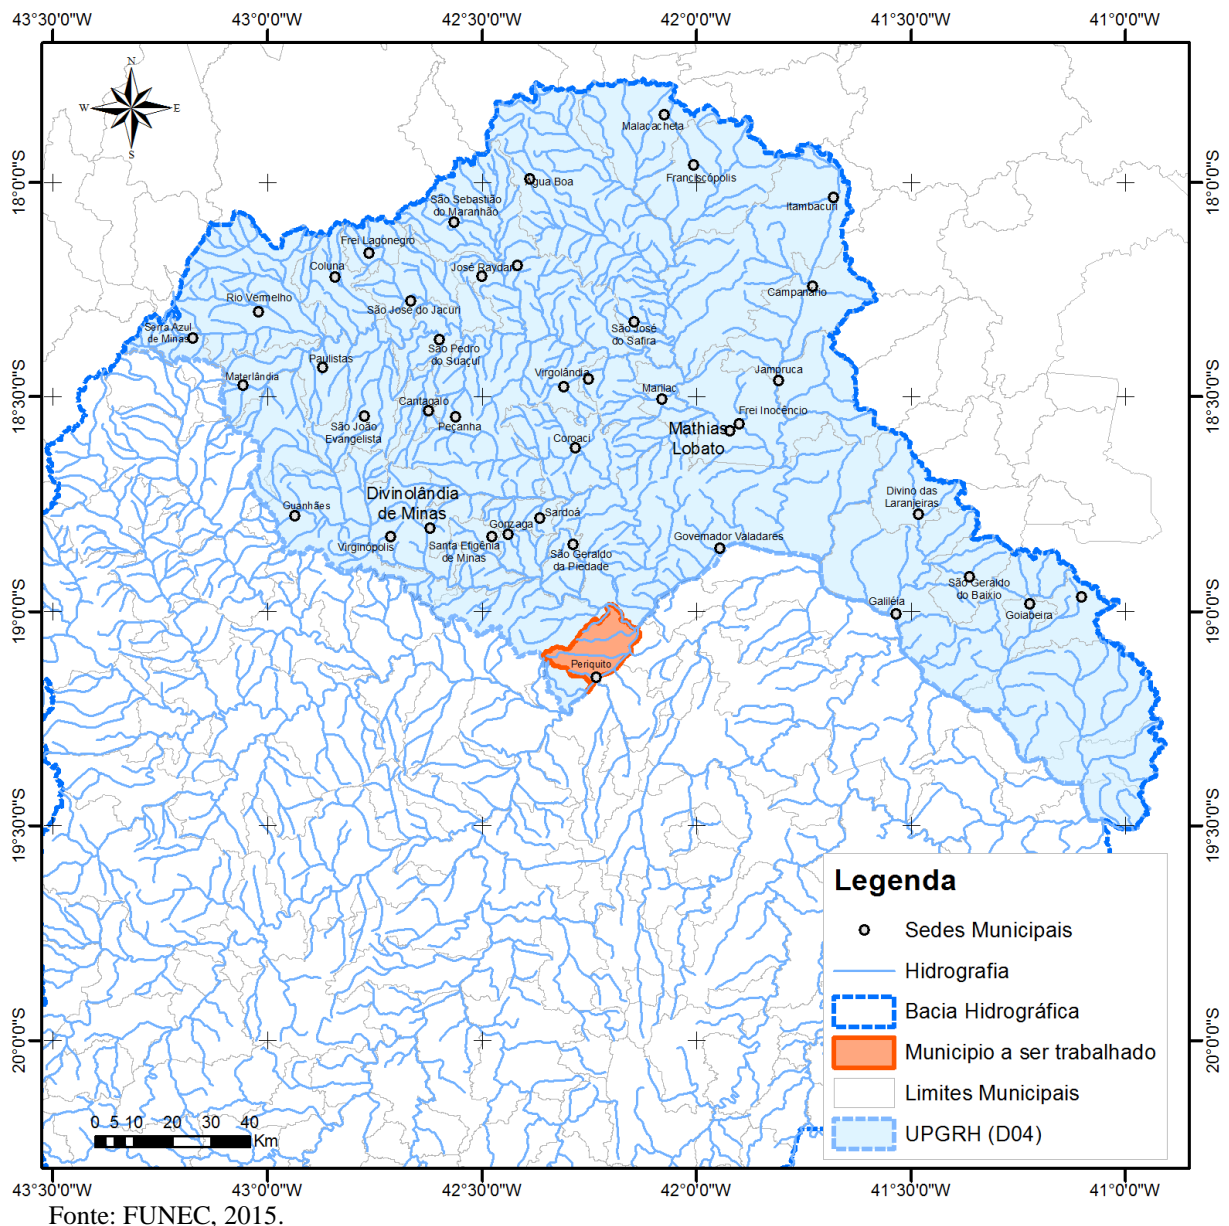 43°30'0"W 43°0'0"W 42°30'0"W 42°0'0"W 41°30'0"W 41°0'0"W
N
W E
S
18°0'0"S
18°30'0"S
19°0'0"S
19°30'0"S
20°0'0"S
18°0'0"S
18°30'0"S
19°0'0"S
19°30'0"S
20°0'0"S
Malacacheta
Franciscópolis
Água Boa
Itambacuri
São Sebastião
do Maranhão
Frei Lagonegro
Coluna
José Raydan
Campanário
Rio Vermelho
São José do Jacuri
Serra Azul
de Minas
São José
do Safira
São Pedro
do Suaçuí
Paulistas
Materlândia
Virgolândia
Jampruca
Marilac
Cantagalo
Frei Inocêncio
São João
Evangelista
Peçanha
Mathias
Lobato
Coroaci
Divinolândia
de Minas
Divino das
Laranjeiras
Guanhães
Sardoá
Gonzaga
Virginópolis
Santa Efigênia
de Minas
São Geraldo
da Piedade
Governador Valadares
São Geraldo
do Baixio
Galiléia
Goiabeira
Periquito
Legenda
Sedes Municipais
Hidrografia
Bacia Hidrográfica
Municipio a ser trabalhado
Limites Municipais
UPGRH (D04)
0 5 10 20 30 40
Km
43°30'0"W 43°0'0"W 42°30'0"W 42°0'0"W 41°30'0"W 41°0'0"W
Fonte: FUNEC, 2015.